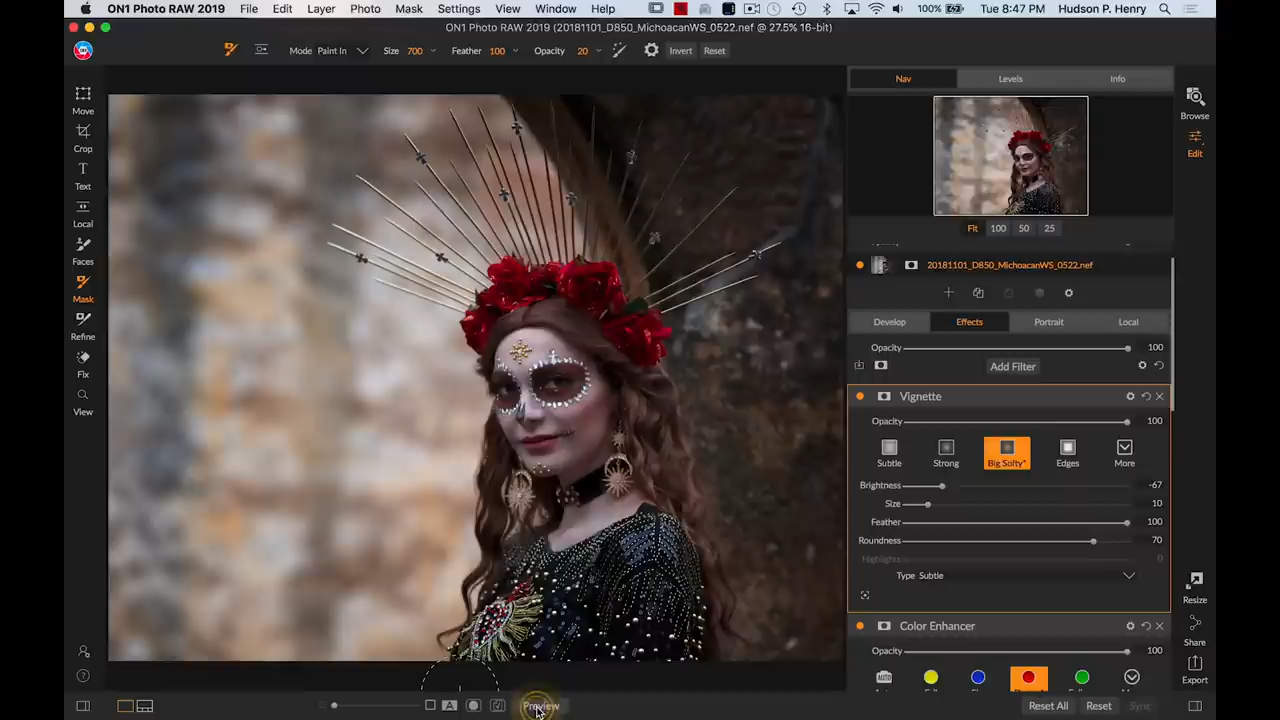 ON1 Photo RAW 2019 File Edit Layer Photo Mask Settings View Window Help 100% Tue 8:47 PM Hudson P. Henry
ON1 Photo RAW 2019 (20181101_D850_MichoacanWS_0522.nef @ 27.5% 16-bit)
Mode Paint In Size 700 Feather 100 Opacity 20 Invert Reset
Move
Crop
Text
Local
Faces
Mask
Refine
Fix
View
Nav Levels Info
Fit 100 50 25
20181101_D850_MichoacanWS_0522.nef
Develop Effects Portrait Local
Opacity 100
Add Filter
Vignette
Opacity 100
Subtle Strong Big Softy* Edges More
Brightness -67
Size 10
Feather 100
Roundness 70
Highlights 0
Type Subtle
Color Enhancer
Opacity 100
AUTO
Browse
Edit
Resize
Share
Export
A Preview
Reset All Reset Sync